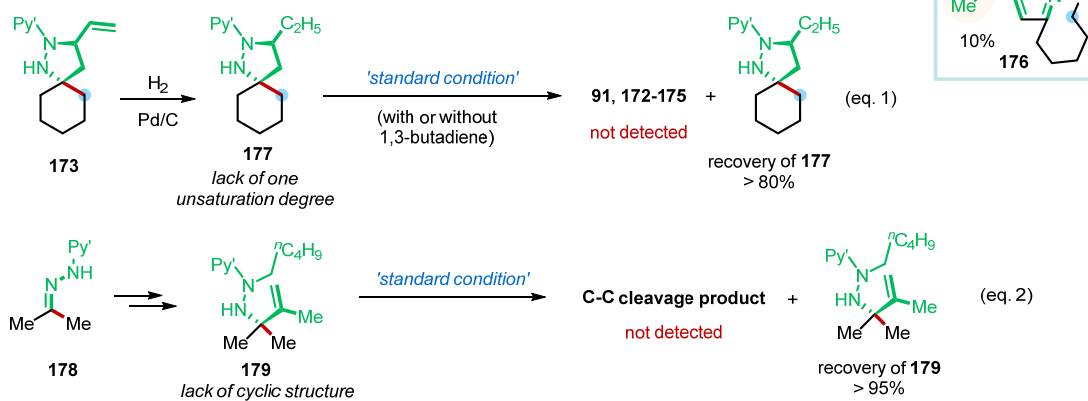 Me
10%
176
Py'
N
HN
173
H2
Pd/C
Py'
C2H5
N
HN
177
lack of one
unsaturation degree
'standard condition'
(with or without
1,3-butadiene)
91, 172-175
not detected
+
Py'
C2H5
N
HN
recovery of 177
> 80%
(eq. 1)
Py'
NH
N
Me Me
178
nC4H9
Py'
N
HN
Me
Me Me
179
lack of cyclic structure
'standard condition'
C-C cleavage product
not detected
+
nC4H9
Py'
N
HN
Me
Me Me
recovery of 179
> 95%
(eq. 2)